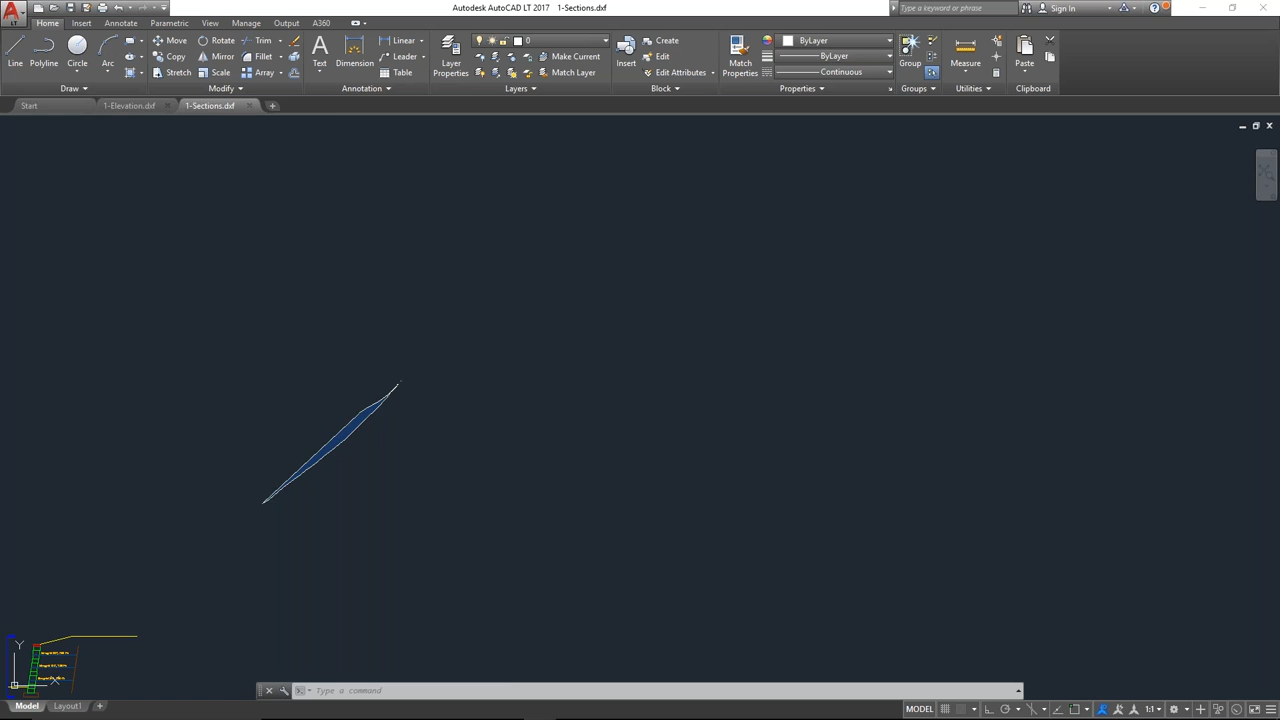 Autodesk AutoCAD LT 2017 1-Sections.dxf
Type a keyword or phrase
Sign In
LT
Home Insert Annotate Parametric View Manage Output A360
Line Polyline Circle Arc
Move Rotate Trim
Copy Mirror Fillet
Stretch Scale Array
Text Dimension
Linear
Leader
Table
Layer Properties
0
Make Current
Match Layer
Insert
Create
Edit
Edit Attributes
Match Properties
ByLayer
ByLayer
Continuous
Group
Measure
Paste
Draw Modify Annotation Layers Block Properties Groups Utilities Clipboard
Start 1-Elevation.dxf 1-Sections.dxf
Y
X
Type a command
Model Layout1
MODEL 1:1